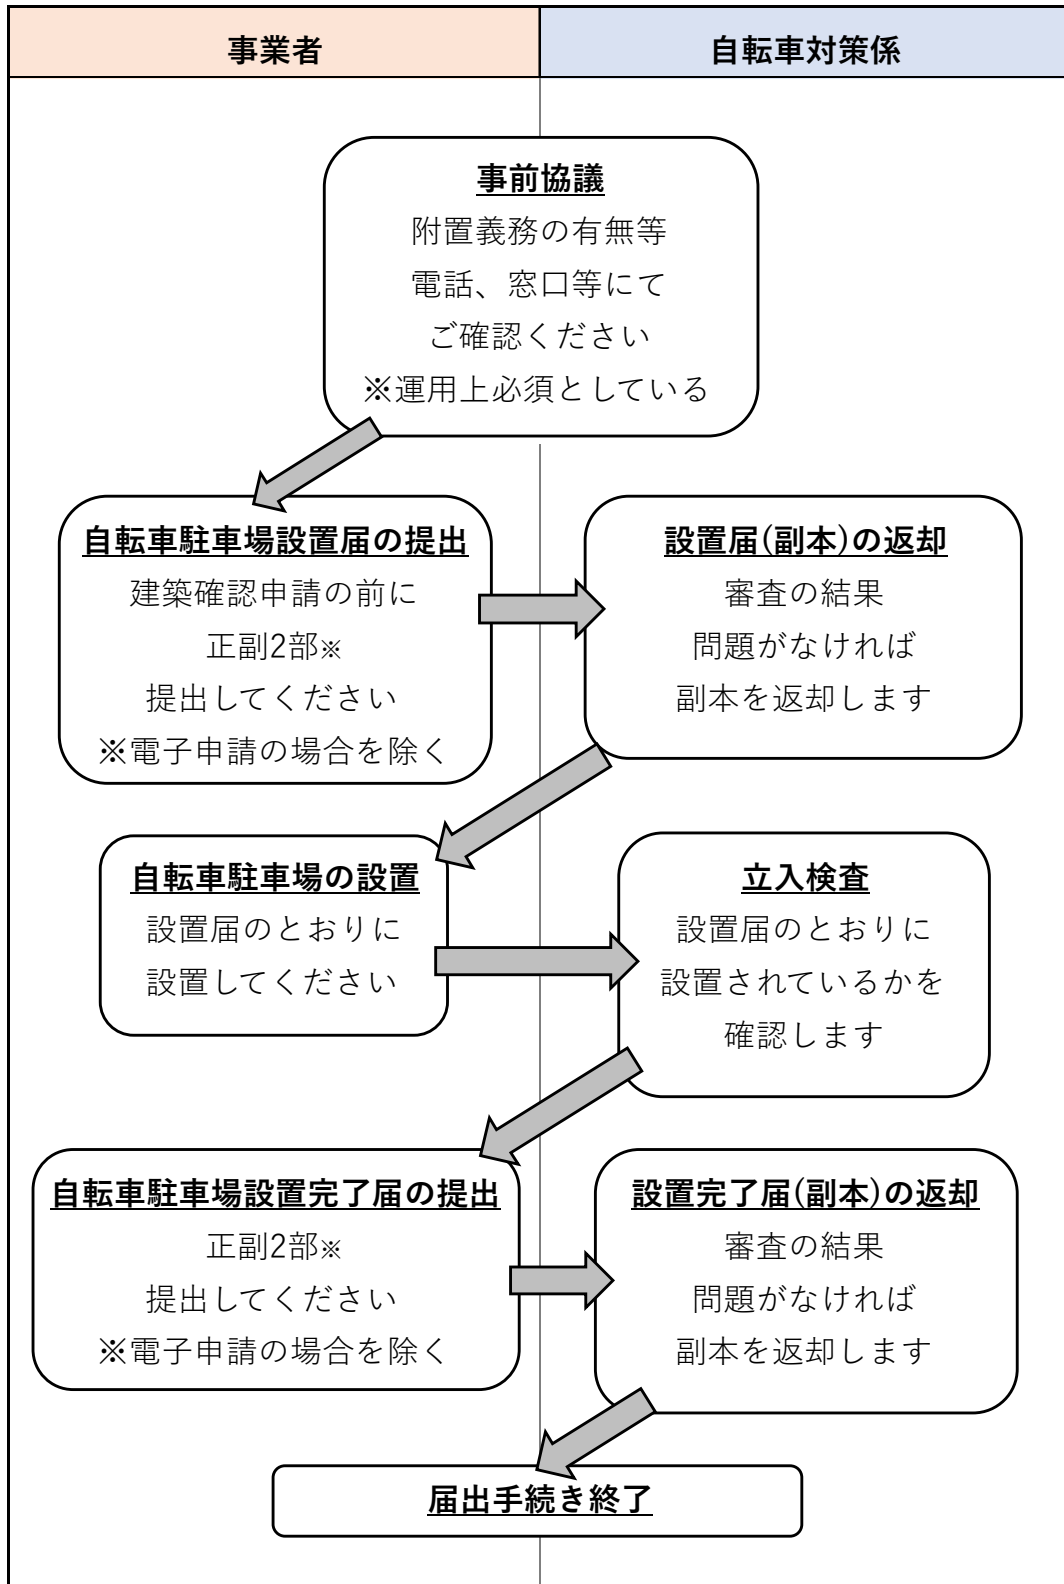 事業者
自転車対策係
事前協議
附置義務の有無等
電話、窓口等にて
ご確認ください
※運用上必須としている
自転車駐車場設置届の提出
建築確認申請の前に
正副2部※
提出してください
※電子申請の場合を除く
設置届(副本)の返却
審査の結果
問題がなければ
副本を返却します
自転車駐車場の設置
設置届のとおりに
設置してください
立入検査
設置届のとおりに
設置されているかを
確認します
自転車駐車場設置完了届の提出
正副2部※
提出してください
※電子申請の場合を除く
設置完了届(副本)の返却
審査の結果
問題がなければ
副本を返却します
届出手続き終了